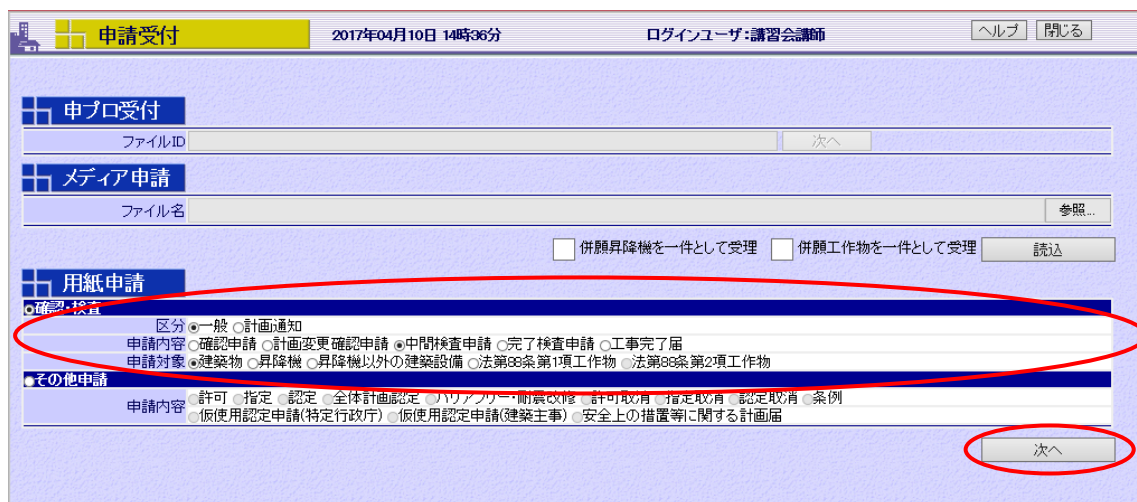 申請受付 2017年04月10日 14時36分 ログインユーザ:講習会講師 ヘルプ 閉じる
申プロ受付
ファイルID 次へ
メディア申請
ファイル名 参照...
併願昇降機を一件として受理 併願工作物を一件として受理 読込
用紙申請
確認・検査
区分 一般 計画通知
申請内容 確認申請 計画変更確認申請 中間検査申請 完了検査申請 工事完了届
申請対象 建築物 昇降機 昇降機以外の建築設備 法第88条第1項工作物 法第88条第2項工作物
その他申請
申請内容 許可 指定 認定 全体計画認定 バリアフリー・耐震改修 許可取消 指定取消 認定取消 条例
仮使用認定申請(特定行政庁) 仮使用認定申請(建築主事) 安全上の措置等に関する計画届
次へ